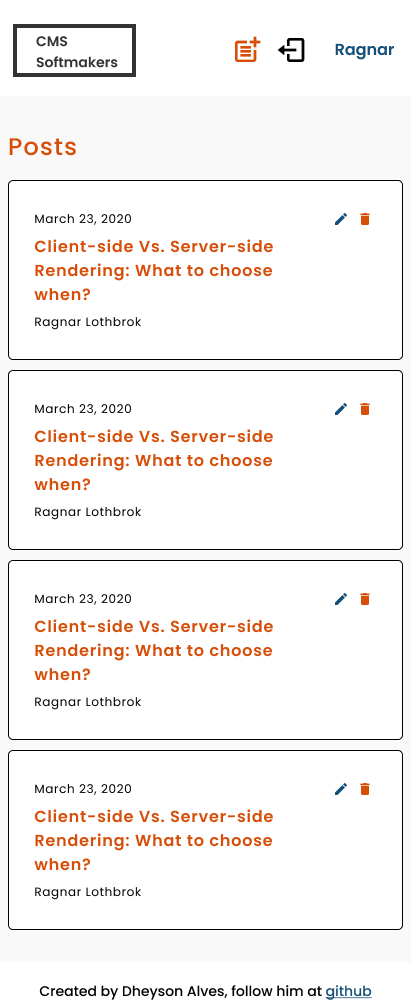 CMS
Softmakers
Ragnar
Posts
March 23, 2020
Client-side Vs. Server-side
Rendering: What to choose
when?
Ragnar Lothbrok
March 23, 2020
Client-side Vs. Server-side
Rendering: What to choose
when?
Ragnar Lothbrok
March 23, 2020
Client-side Vs. Server-side
Rendering: What to choose
when?
Ragnar Lothbrok
March 23, 2020
Client-side Vs. Server-side
Rendering: What to choose
when?
Ragnar Lothbrok
Created by Dheyson Alves, follow him at github